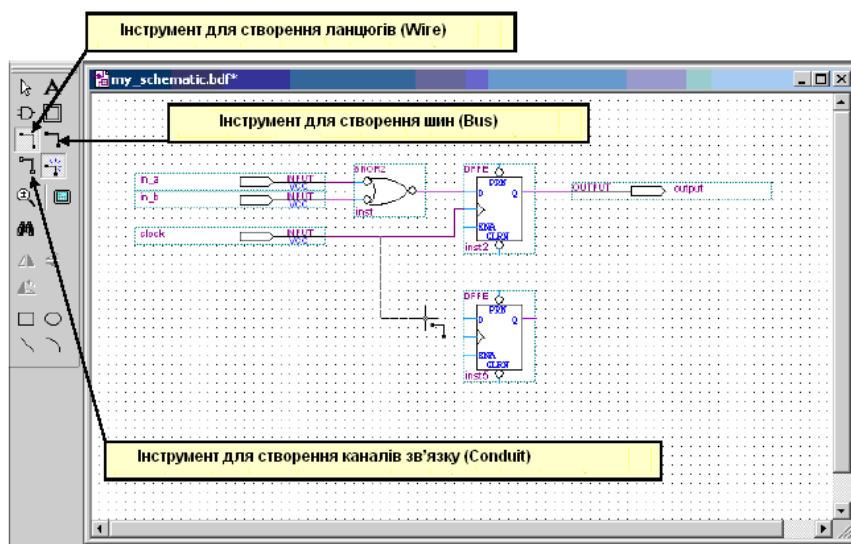 Інструмент для створення ланцюгів (Wire)
my_schematic.bdf*
A
Інструмент для створення шин (Bus)
in_a INPUT VCC
in_b INPUT VCC
clock INPUT VCC
BNOR2
inst
DFFE
PRN
D Q
ENA
CLRN
inst2
OUTPUT output
DFFE
PRN
D Q
ENA
CLRN
inst5
Інструмент для створення каналів зв’язку (Conduit)